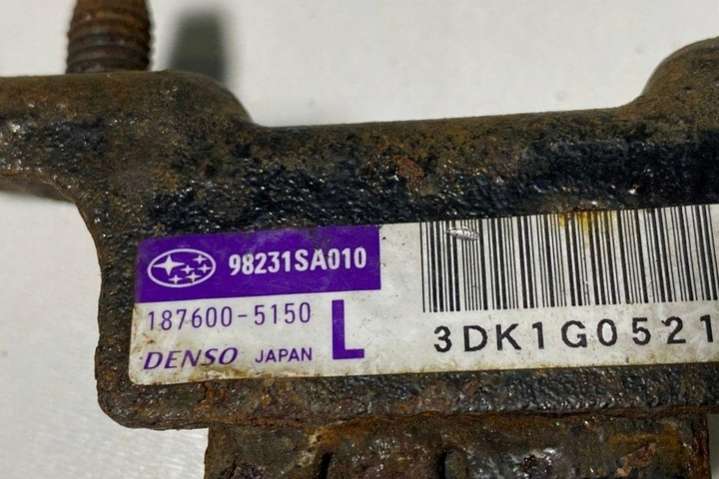 98231SA010
187600-5150 L
DENSO JAPAN
3DK1G0521